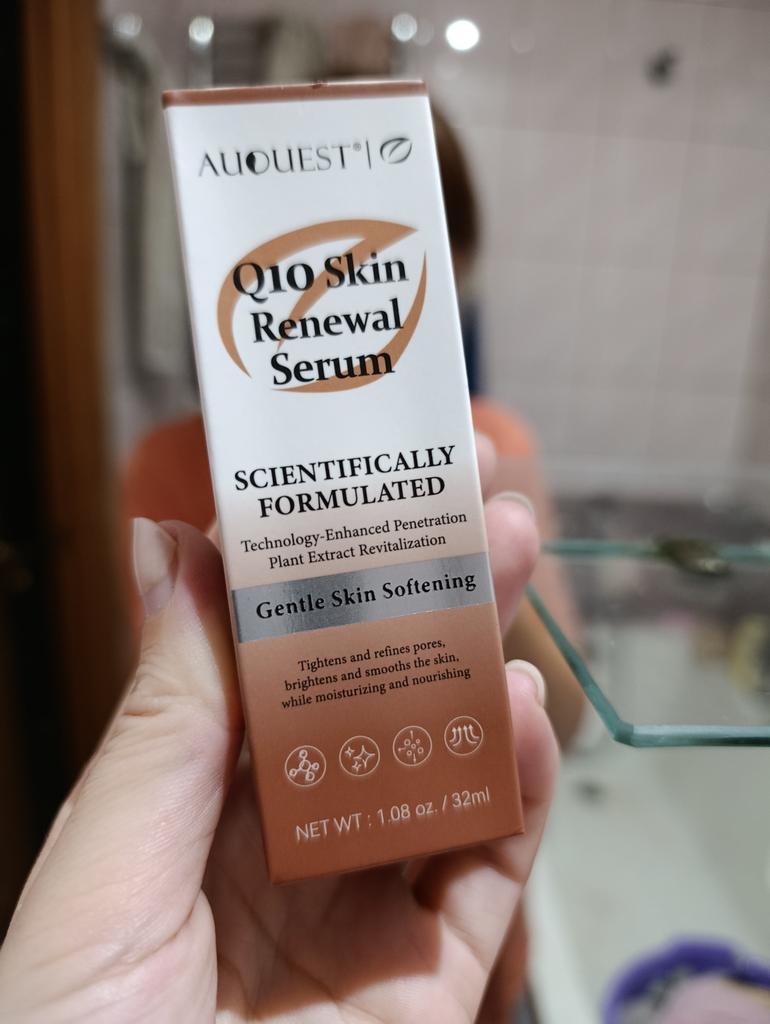 AUQUEST®
Q10 Skin
Renewal
Serum
SCIENTIFICALLY
FORMULATED
Technology-Enhanced Penetration
Plant Extract Revitalization
Gentle Skin Softening
Tightens and refines pores,
brightens and smooths the skin,
while moisturizing and nourishing
NET WT : 1.08 oz. / 32ml